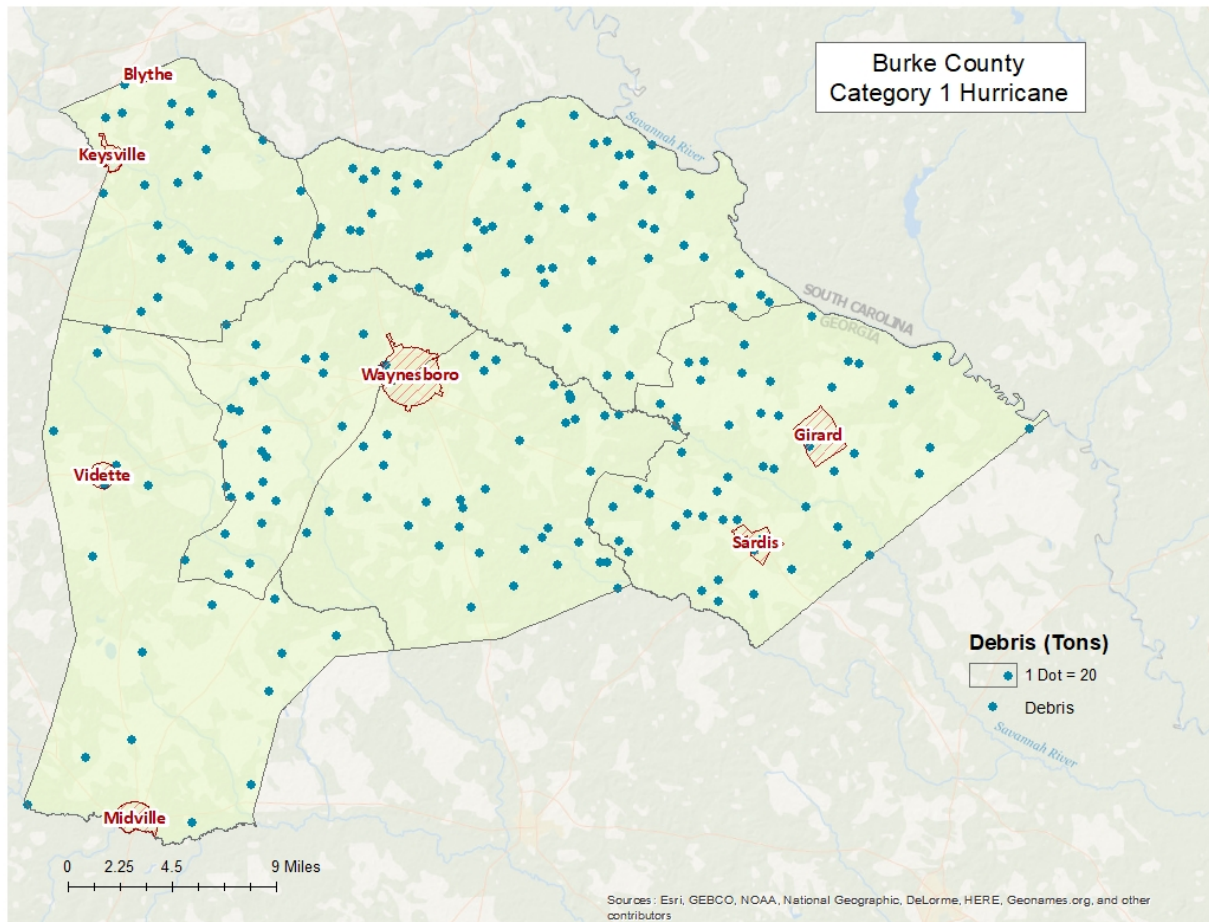 Burke County
Category 1 Hurricane
Blythe
Savannah River
Keysville
SOUTH CAROLINA
GEORGIA
Waynesboro
Girard
Vidette
Sardis
Debris (Tons)
1 Dot = 20
Debris
Savannah River
Midville
0 2.25 4.5 9 Miles
Sources: Esri, GEBCO, NOAA, National Geographic, DeLorme, HERE, Geonames.org, and other
contributors